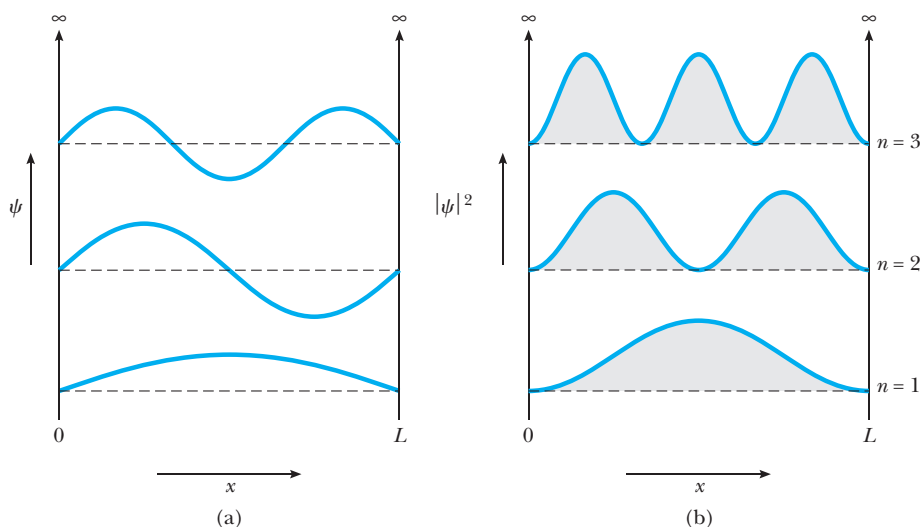 ∞ ∞ ∞ ∞
n = 3
ψ |ψ|²
n = 2
n = 1
0 L 0 L
x x
(a) (b)